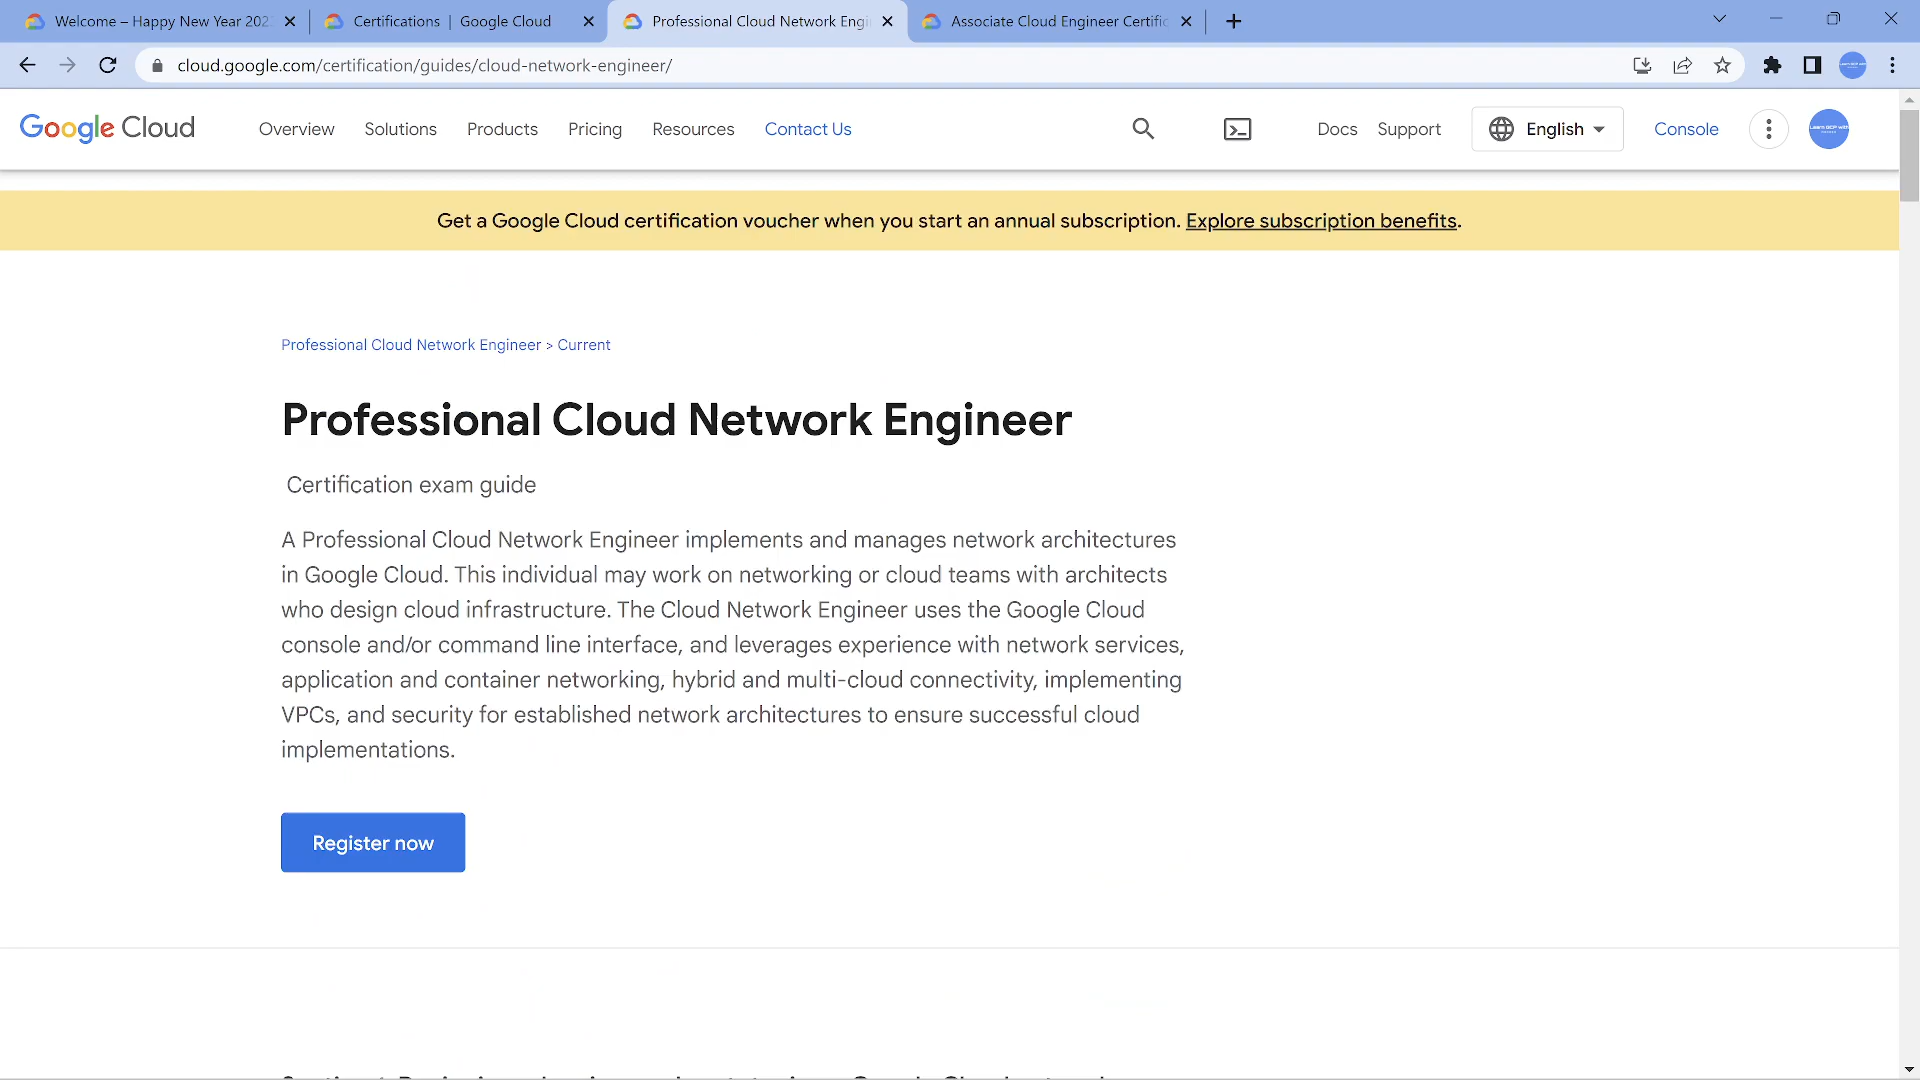 Welcome – Happy New Year 202
Certifications | Google Cloud
Professional Cloud Network Engi
Associate Cloud Engineer Certific
cloud.google.com/certification/guides/cloud-network-engineer/
Google Cloud Overview Solutions Products Pricing Resources Contact Us Docs Support English Console
Get a Google Cloud certification voucher when you start an annual subscription. Explore subscription benefits.
Professional Cloud Network Engineer > Current
Professional Cloud Network Engineer
Certification exam guide
A Professional Cloud Network Engineer implements and manages network architectures
in Google Cloud. This individual may work on networking or cloud teams with architects
who design cloud infrastructure. The Cloud Network Engineer uses the Google Cloud
console and/or command line interface, and leverages experience with network services,
application and container networking, hybrid and multi-cloud connectivity, implementing
VPCs, and security for established network architectures to ensure successful cloud
implementations.
Register now